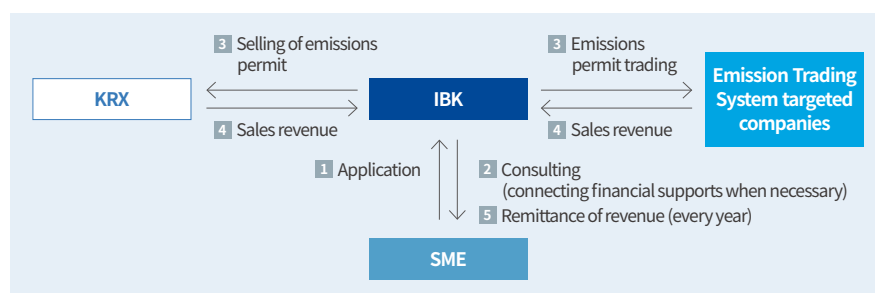 3 Selling of emissions
permit
3 Emissions
permit trading
KRX
IBK
Emission Trading
System targeted
companies
4 Sales revenue
4 Sales revenue
1 Application
2 Consulting
(connecting financial supports when necessary)
5 Remittance of revenue (every year)
SME